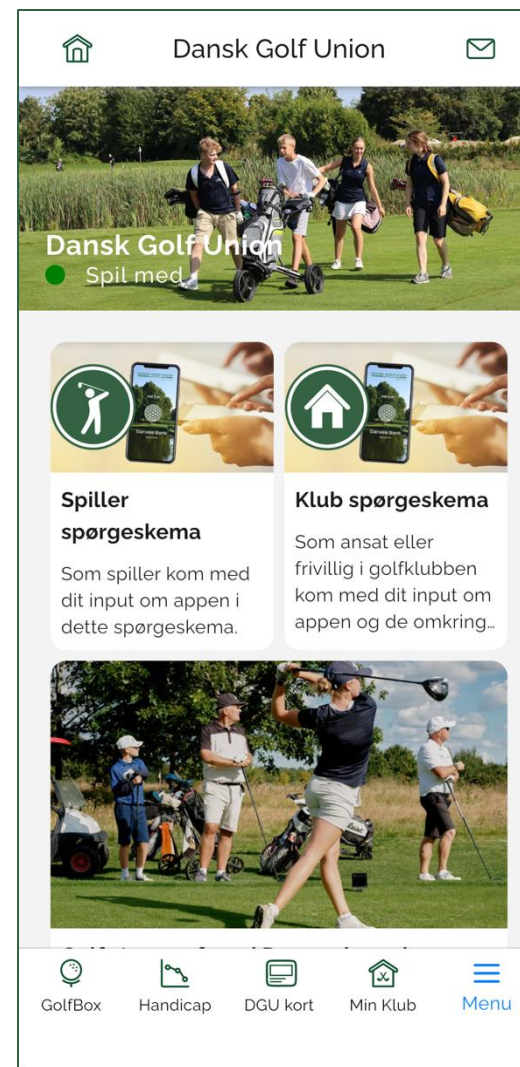 Dansk Golf Union
Dansk Golf Union
Spil med
Spiller
spørgeskema
Som spiller kom med
dit input om appen i
dette spørgeskema.
Klub spørgeskema
Som ansat eller
frivillig i golfklubben
kom med dit input om
appen og de omkring...
GolfBox
Handicap
DGU kort
Min Klub
Menu